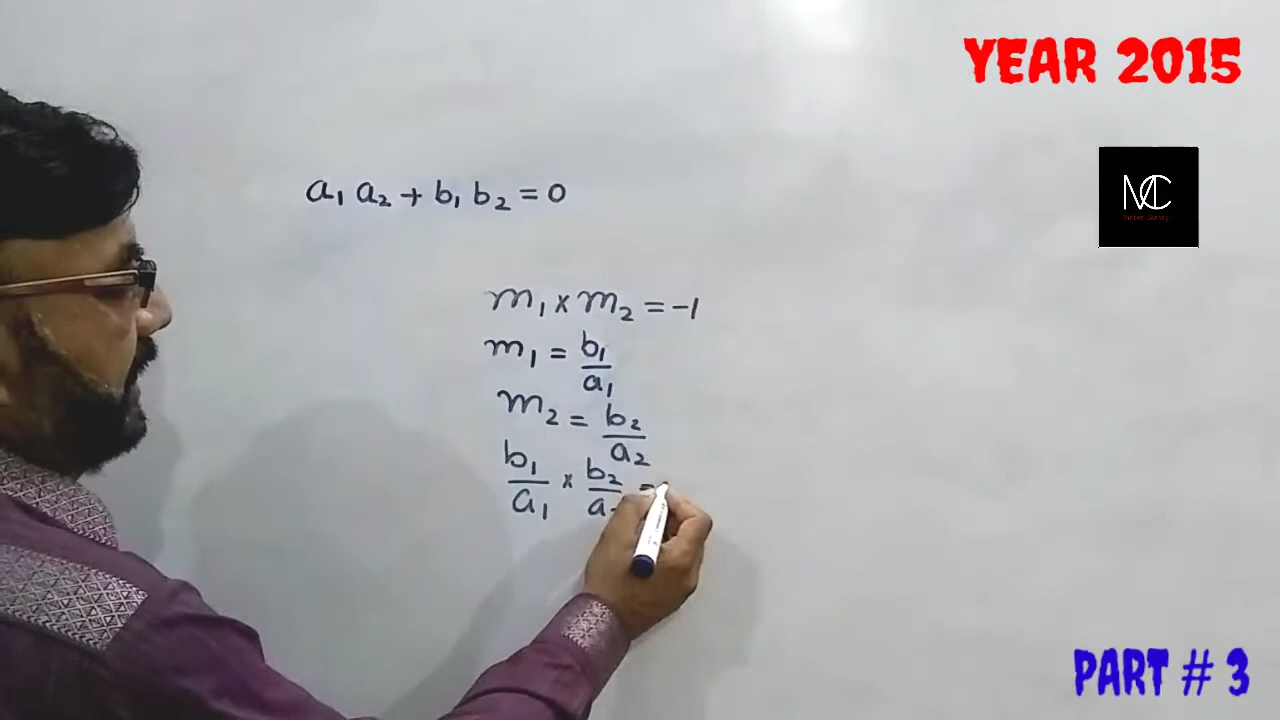 YEAR 2015
a₁ a₂ + b₁ b₂ = 0
m₁ × m₂ = -1
m₁ = b₁/a₁
m₂ = b₂/a₂
b₁/a₁ × b₂/a₂ =
PART # 3